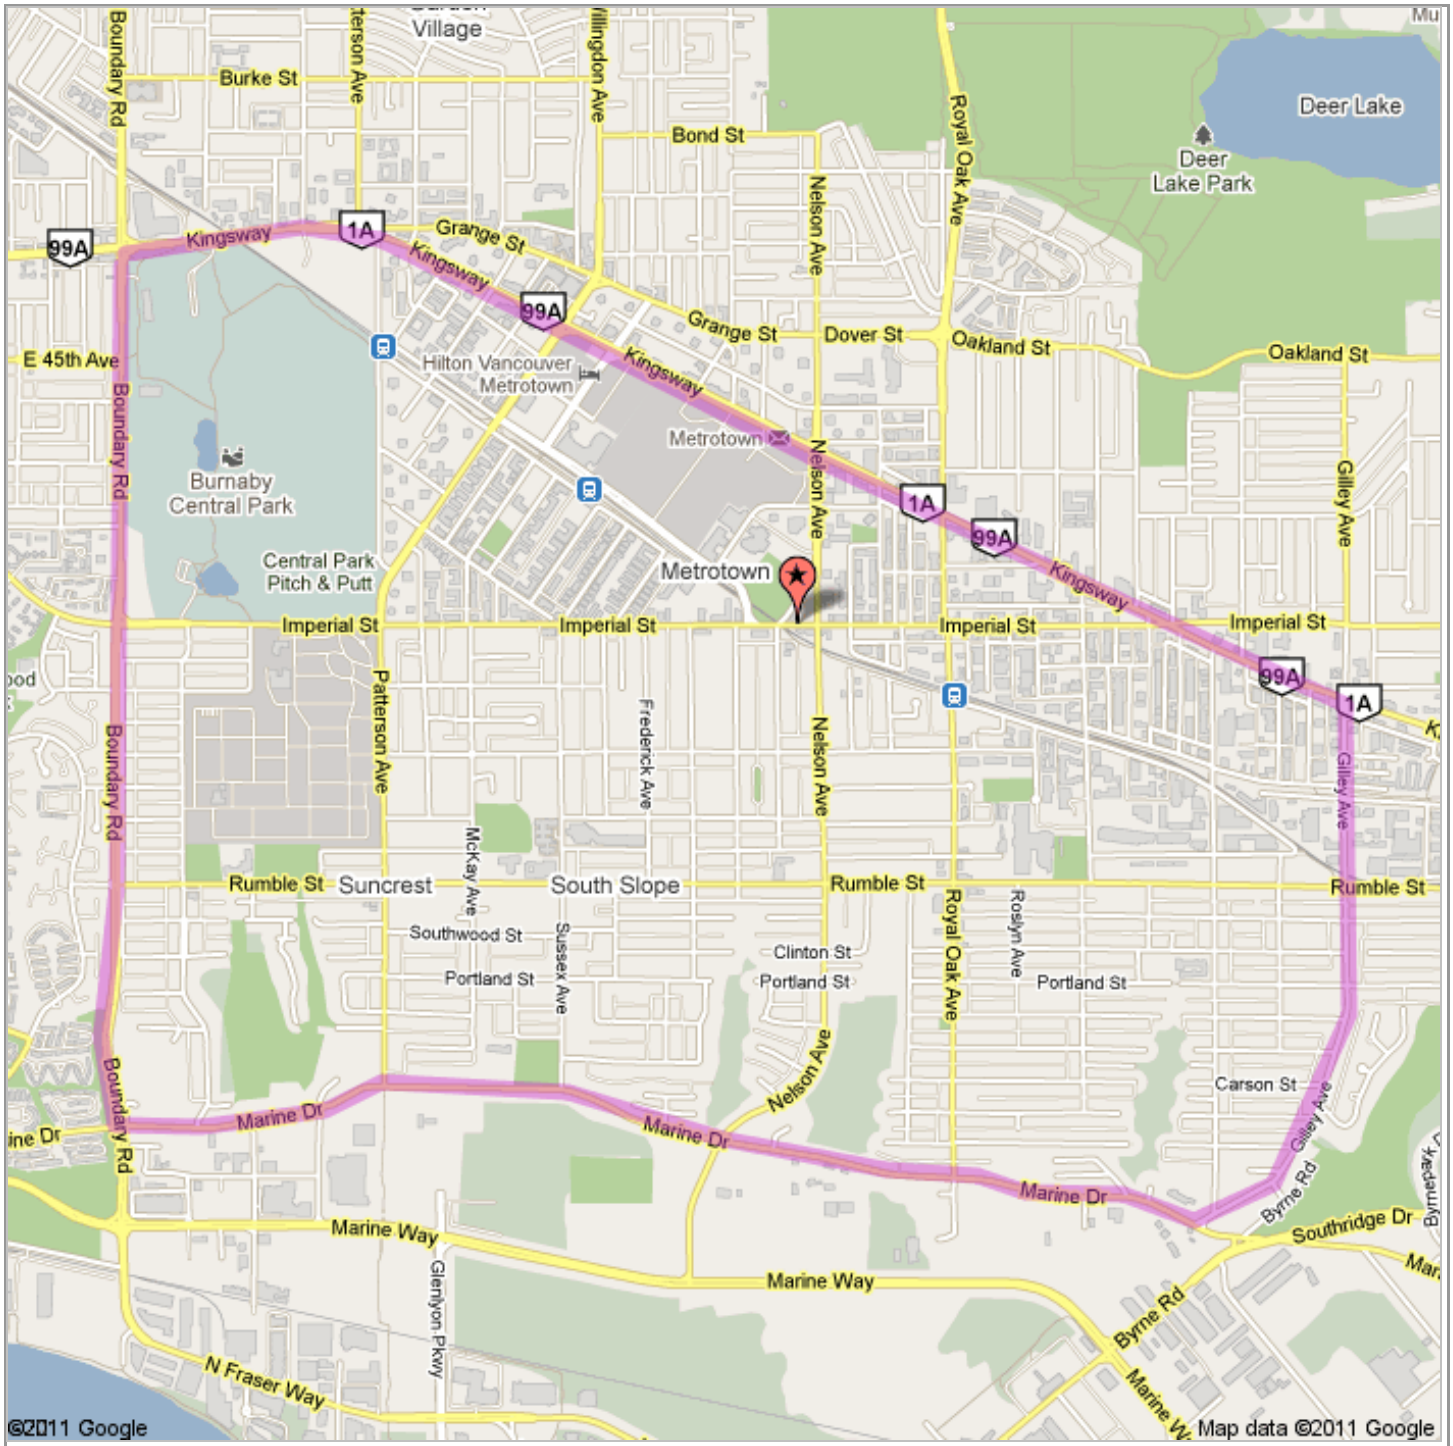 Village
Mu
Boundary Rd
Burke St
Willingdon Ave
Bond St
Royal Oak Ave
Deer Lake
Deer
Lake Park
Nelson Ave
99A
Kingsway
1A
Grange St
Kingsway
99A
Grange St
Dover St
Oakland St
Oakland St
E 45th Ave
Hilton Vancouver
Metrotown
Kingsway
Boundary Rd
Metrotown
Nelson Ave
Gilley Ave
Burnaby
Central Park
1A
99A
Central Park
Pitch & Putt
Metrotown
Kingsway
Imperial St
Imperial St
Imperial St
Imperial St
99A
1A
Patterson Ave
Frederick Ave
Nelson Ave
Boundary Rd
Gilley Ave
McKay Ave
Rumble St
Suncrest
South Slope
Rumble St
Rumble St
Southwood St
Sussex Ave
Clinton St
Royal Oak Ave
Roslyn Ave
Portland St
Portland St
Portland St
Nelson Ave
Carson St
Boundary Rd
Marine Dr
Marine Dr
Gilley Ave
ine Dr
Marine Dr
Byrne Rd
Southridge Dr
Marine Way
Marine Way
Glenlyon Pkwy
Byrne Rd
N Fraser Way
Marine W
©2011 Google
Map data ©2011 Google